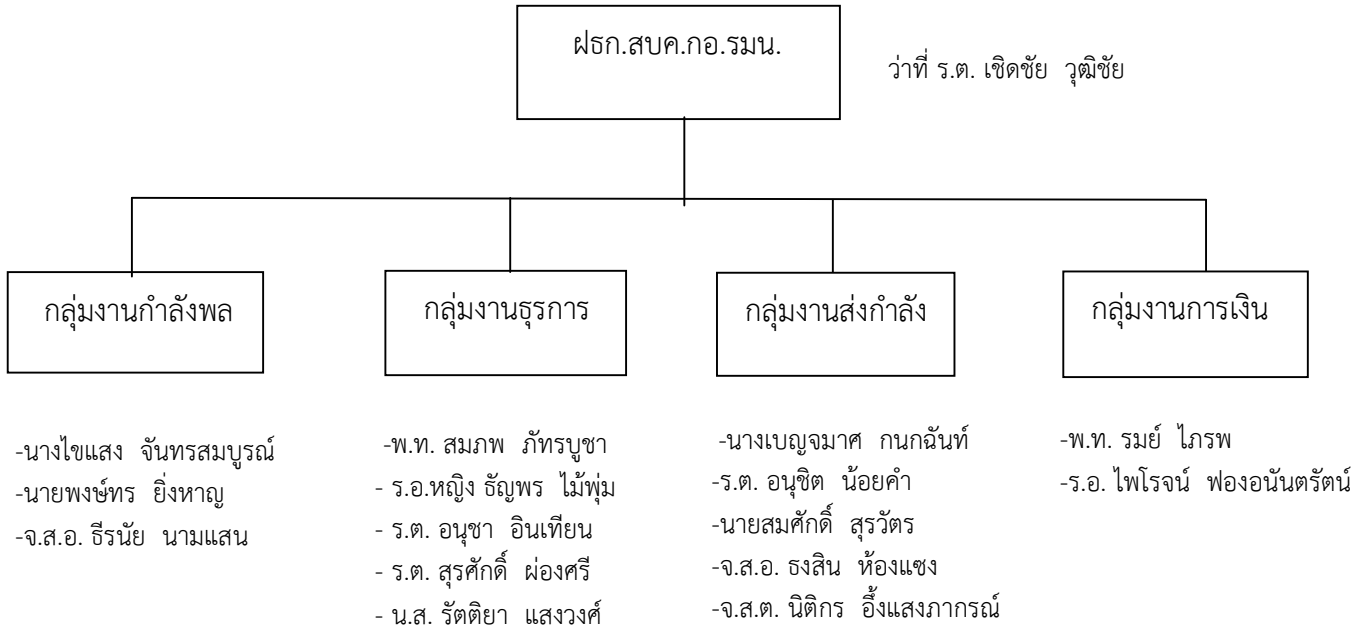 ฝธก.สบค.กอ.รมน.
ว่าที่ ร.ต. เชิดชัย วุฒิชัย
กลุ่มงานกำลังพล
กลุ่มงานธุรการ
กลุ่มงานส่งกำลัง
กลุ่มงานการเงิน
-นางไขแสง จันทรสมบูรณ์
-นายพงษ์ทร ยิ่งหาญ
-จ.ส.อ. ธีรนัย นามแสน
-พ.ท. สมภพ ภัทรบูชา
- ร.อ.หญิง ธัญพร ไม้พุ่ม
- ร.ต. อนุชา อินเทียน
- ร.ต. สุรศักดิ์ ผ่องศรี
- น.ส. รัตติยา แสงวงศ์
-นางเบญจมาศ กนกฉันท์
-ร.ต. อนุชิต น้อยคำ
-นายสมศักดิ์ สุรวัตร
-จ.ส.อ. ธงสิน ห้องแซง
-จ.ส.ต. นิติกร อึ้งแสงภากรณ์
-พ.ท. รมย์ ไภรพ
-ร.อ. ไพโรจน์ ฟองอนันตรัตน์